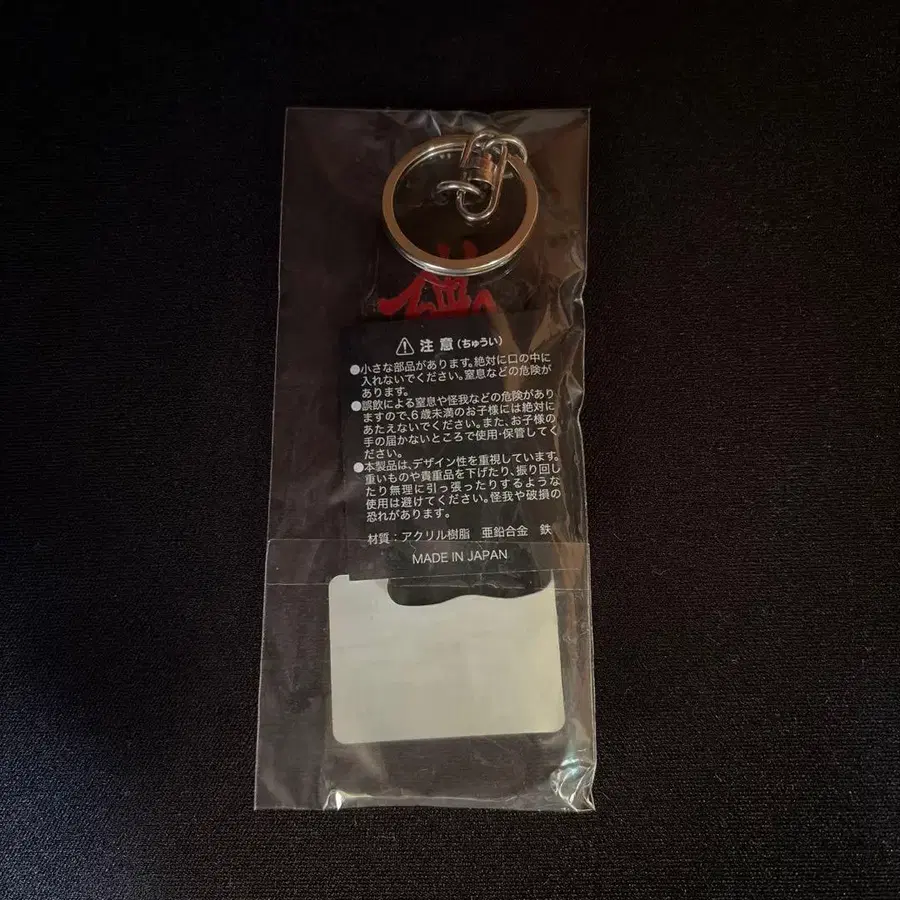 注意(ちゅうい)
●小さな部品があります。絶対に口の中に
入れないでください。窒息などの危険が
あります。
●誤飲による窒息や怪我などの危険があり
ますので、6歳未満のお子様には絶対に
あたえないでください。また、お子様の
手の届かないところで使用・保管してく
ださい。
●本製品は、デザイン性を重視しています。
重いものや貴重品を下げたり、振り回し
たり無理に引っ張ったりするような
使用は避けてください。怪我や破損の
恐れがあります。
材質：アクリル樹脂 亜鉛合金 鉄
MADE IN JAPAN